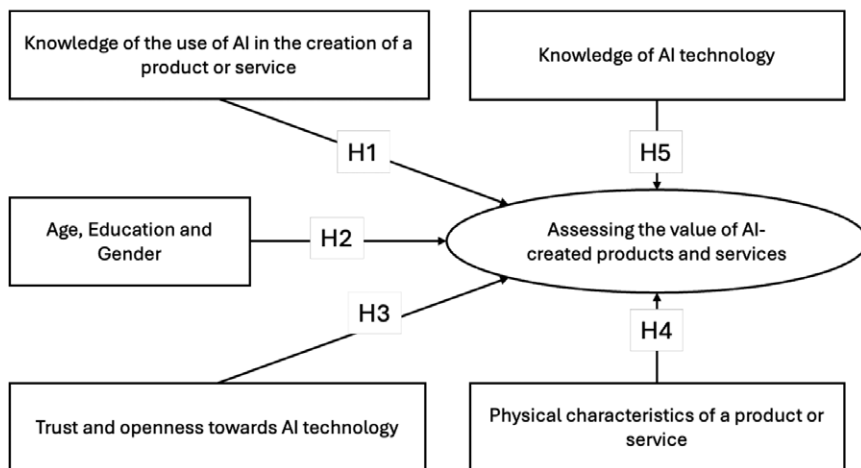 Knowledge of the use of AI in the creation of a
product or service
Knowledge of AI technology
H1
H5
Age, Education and
Gender
H2
Assessing the value of AI-
created products and services
H3
H4
Trust and openness towards AI technology
Physical characteristics of a product or
service